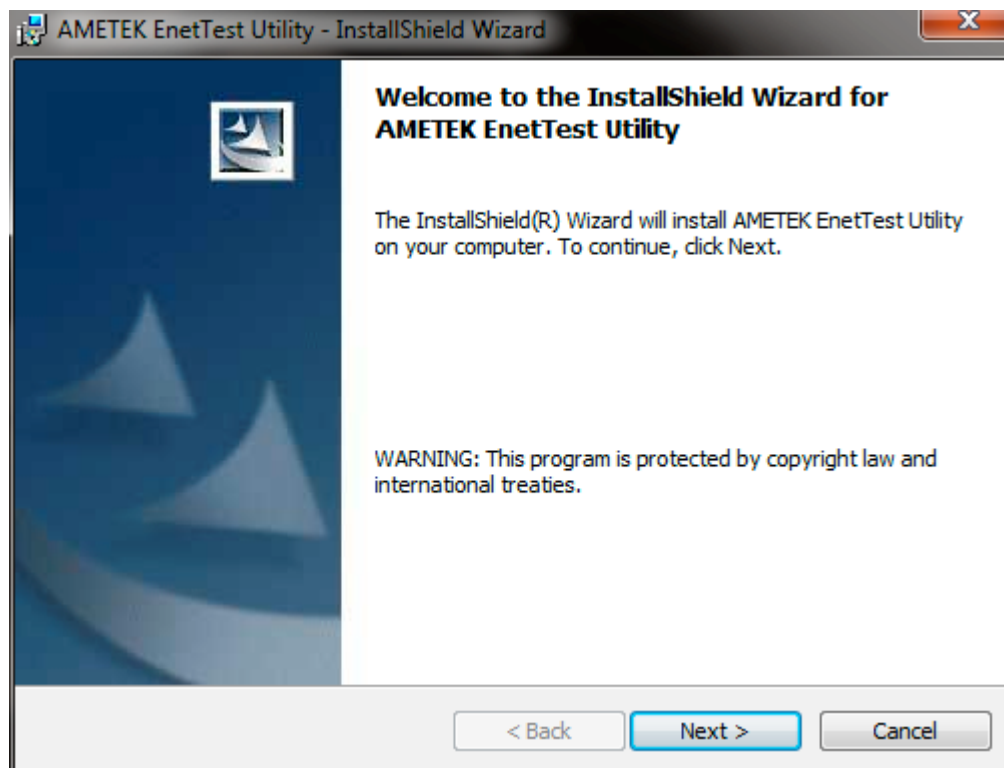 AMETEK EnetTest Utility - InstallShield Wizard
Welcome to the InstallShield Wizard for
AMETEK EnetTest Utility
The InstallShield(R) Wizard will install AMETEK EnetTest Utility
on your computer. To continue, click Next.
WARNING: This program is protected by copyright law and
international treaties.
< Back
Next >
Cancel